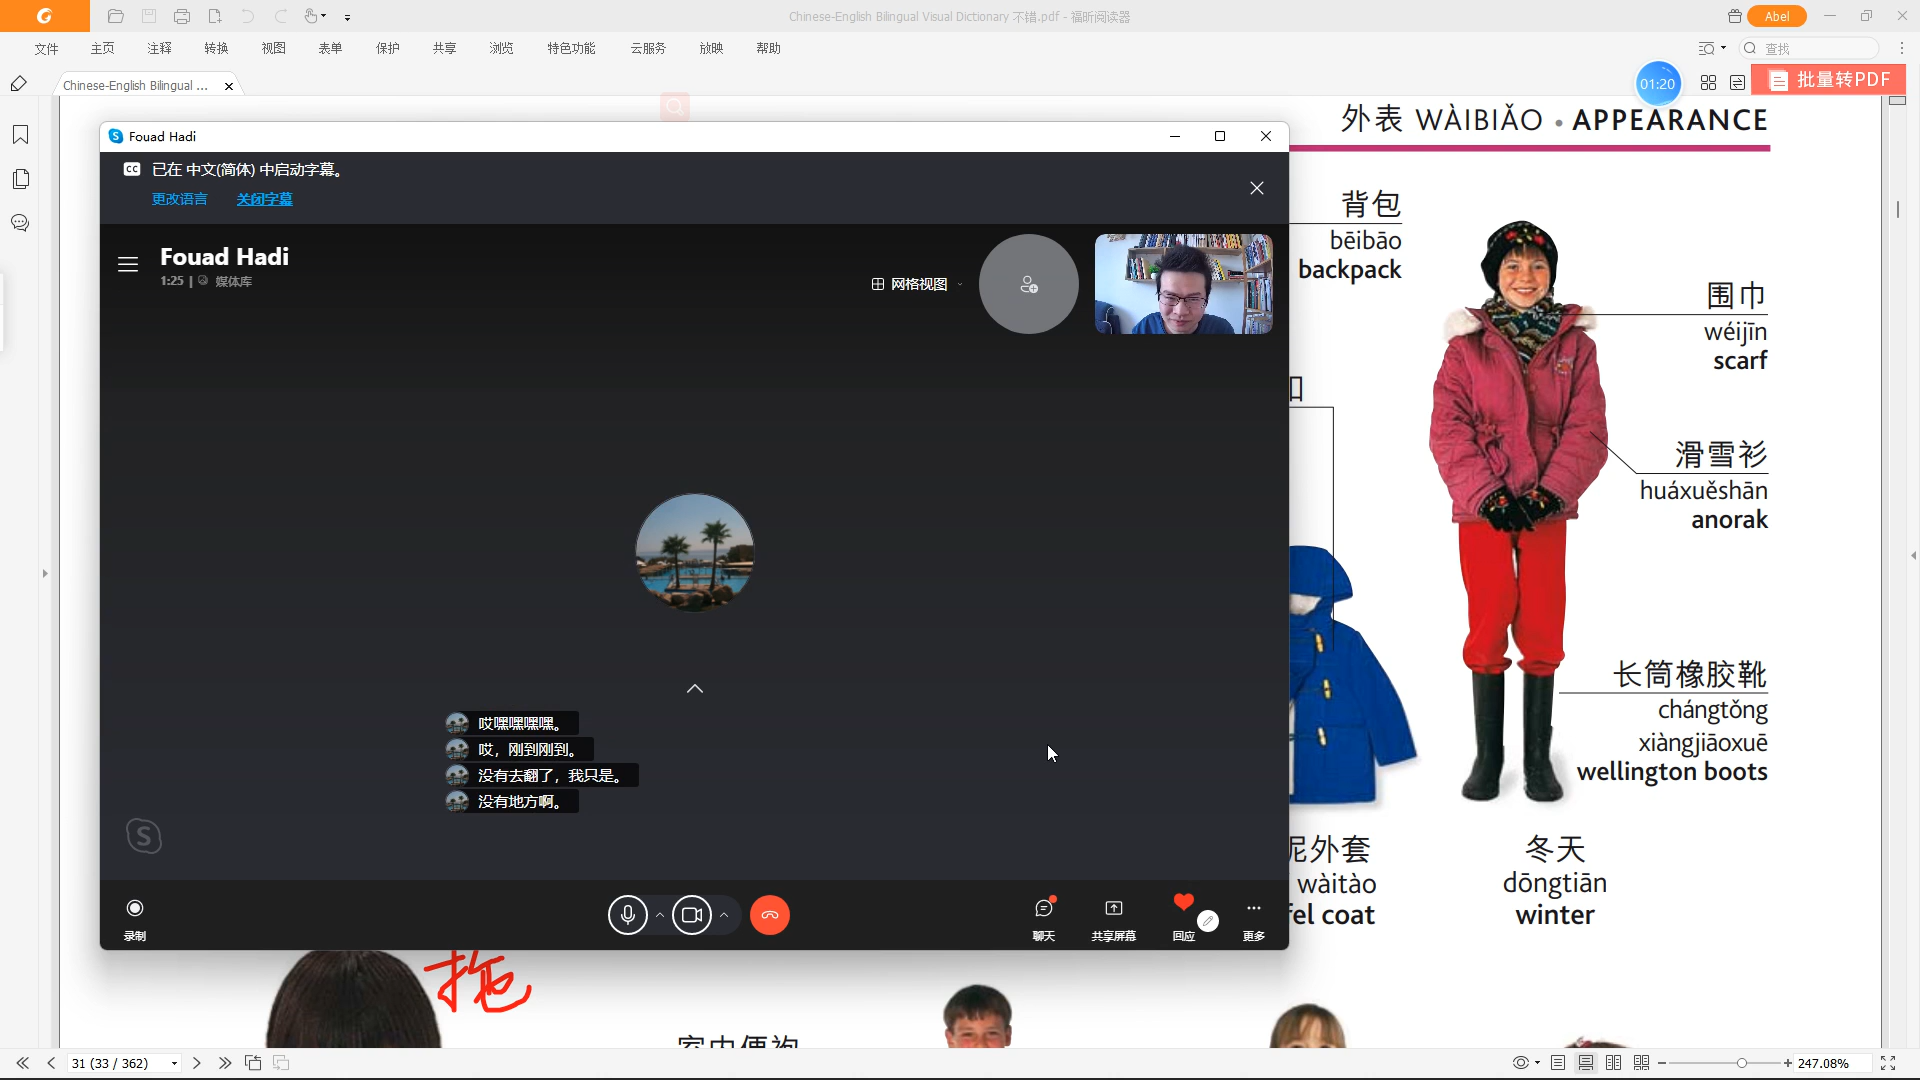 Chinese-English Bilingual Visual Dictionary 不错.pdf - 福昕阅读器
Abel
文件 主页 注释 转换 视图 表单 保护 共享 浏览 特色功能 云服务 放映 帮助
查找
Chinese-English Bilingual ...
01:20
批量转PDF
外表 WÀIBIǍO • APPEARANCE
Fouad Hadi
CC 已在 中文(简体) 中启动字幕。
更改语言 关闭字幕
Fouad Hadi
1:25 | 媒体库
网格视图
背包
bēibāo
backpack
围巾
wéijīn
scarf
滑雪衫
huáxuěshān
anorak
长筒橡胶靴
chángtǒng
xiàngjiāoxuē
wellington boots
哎嘿嘿嘿嘿。
哎，刚到刚到。
没有去翻了，我只是。
没有地方啊。
呢外套
wàitào
fel coat
冬天
dōngtiān
winter
录制
聊天
共享屏幕
回应
更多
拖
室内便袍
31 (33 / 362)
247.08%